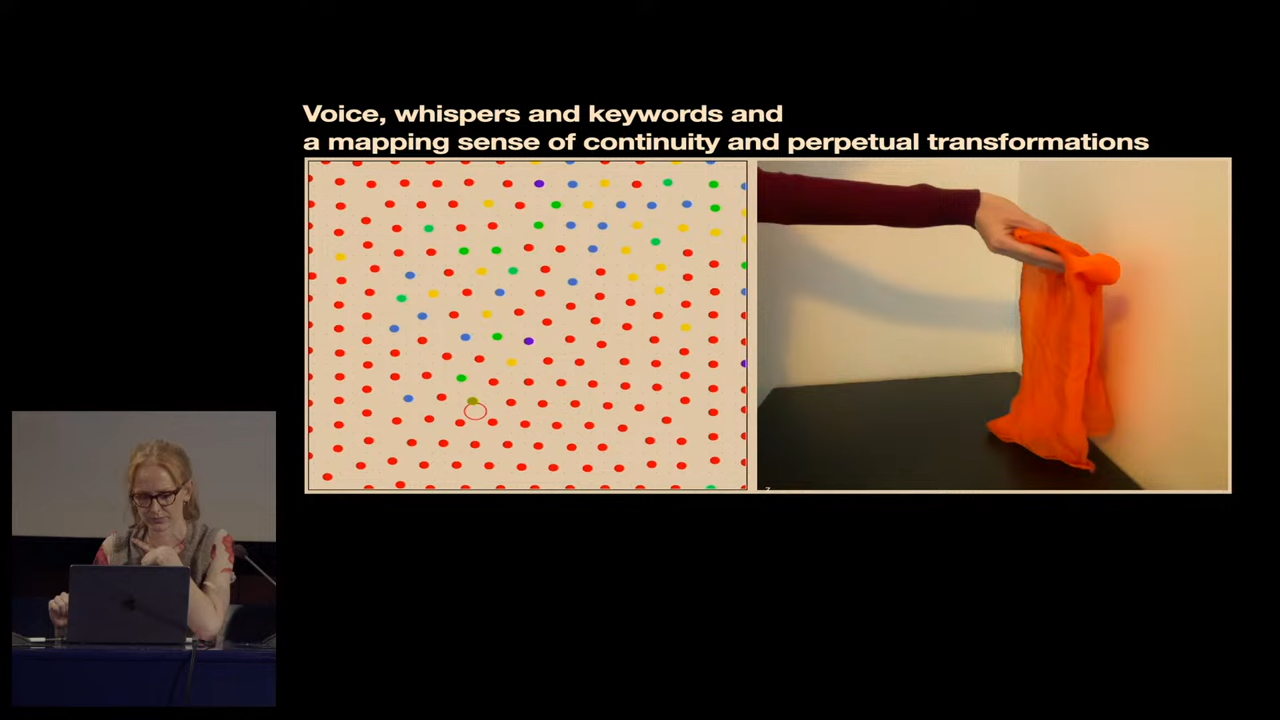 Voice, whispers and keywords and
a mapping sense of continuity and perpetual transformations